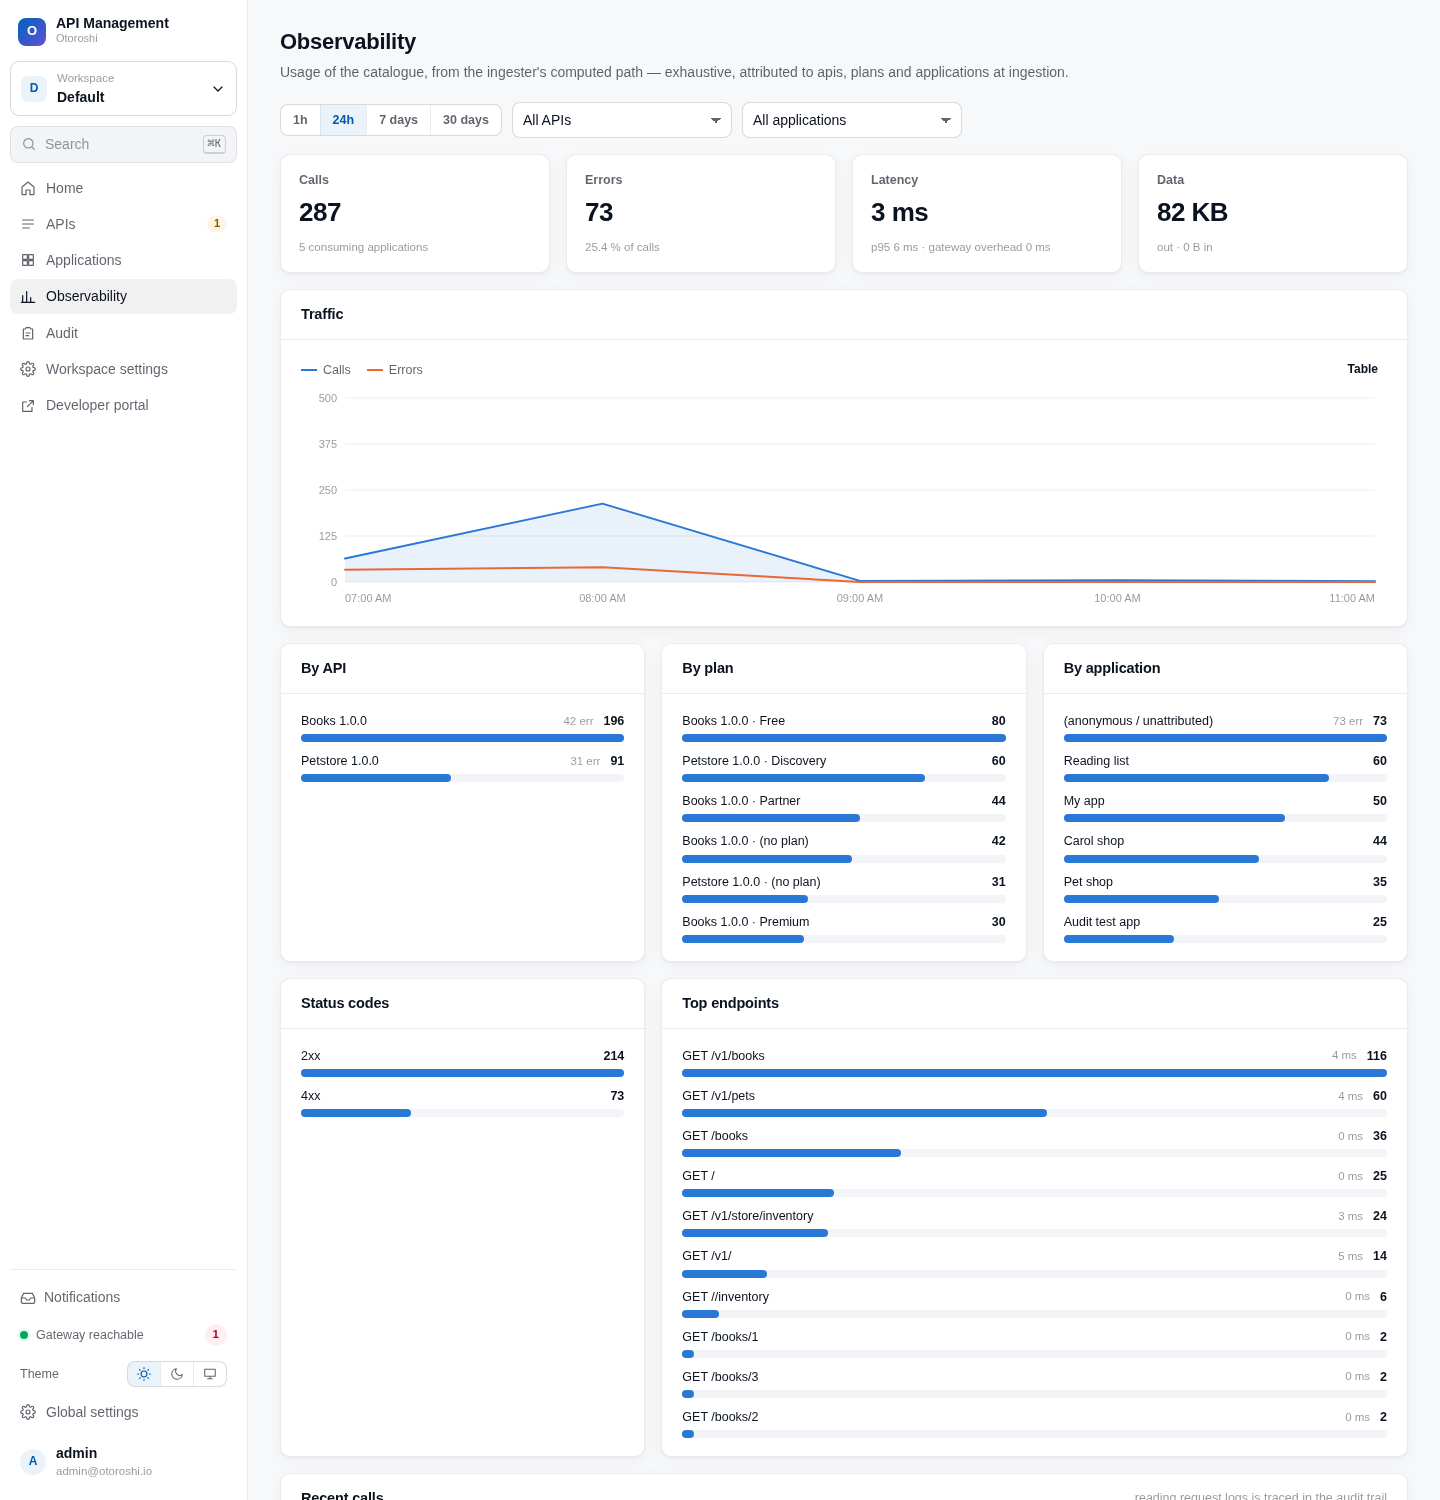 O
API Management
Otoroshi
D
Workspace
Default
Search
⌘K
Home
APIs
1
Applications
Observability
Audit
Workspace settings
Developer portal
Notifications
Gateway reachable
1
Theme
Global settings
A
admin
admin@otoroshi.io
Observability
Usage of the catalogue, from the ingester's computed path — exhaustive, attributed to apis, plans and applications at ingestion.
1h 24h 7 days 30 days All APIs All applications
Calls
287
5 consuming applications
Errors
73
25.4 % of calls
Latency
3 ms
p95 6 ms · gateway overhead 0 ms
Data
82 KB
out · 0 B in
Traffic
Calls Errors Table
500
375
250
125
0
07:00 AM 08:00 AM 09:00 AM 10:00 AM 11:00 AM
By API
Books 1.0.0 42 err 196
Petstore 1.0.0 31 err 91
By plan
Books 1.0.0 · Free 80
Petstore 1.0.0 · Discovery 60
Books 1.0.0 · Partner 44
Books 1.0.0 · (no plan) 42
Petstore 1.0.0 · (no plan) 31
Books 1.0.0 · Premium 30
By application
(anonymous / unattributed) 73 err 73
Reading list 60
My app 50
Carol shop 44
Pet shop 35
Audit test app 25
Status codes
2xx 214
4xx 73
Top endpoints
GET /v1/books 4 ms 116
GET /v1/pets 4 ms 60
GET /books 0 ms 36
GET / 0 ms 25
GET /v1/store/inventory 3 ms 24
GET /v1/ 5 ms 14
GET //inventory 0 ms 6
GET /books/1 0 ms 2
GET /books/3 0 ms 2
GET /books/2 0 ms 2
Recent calls reading request logs is traced in the audit trail